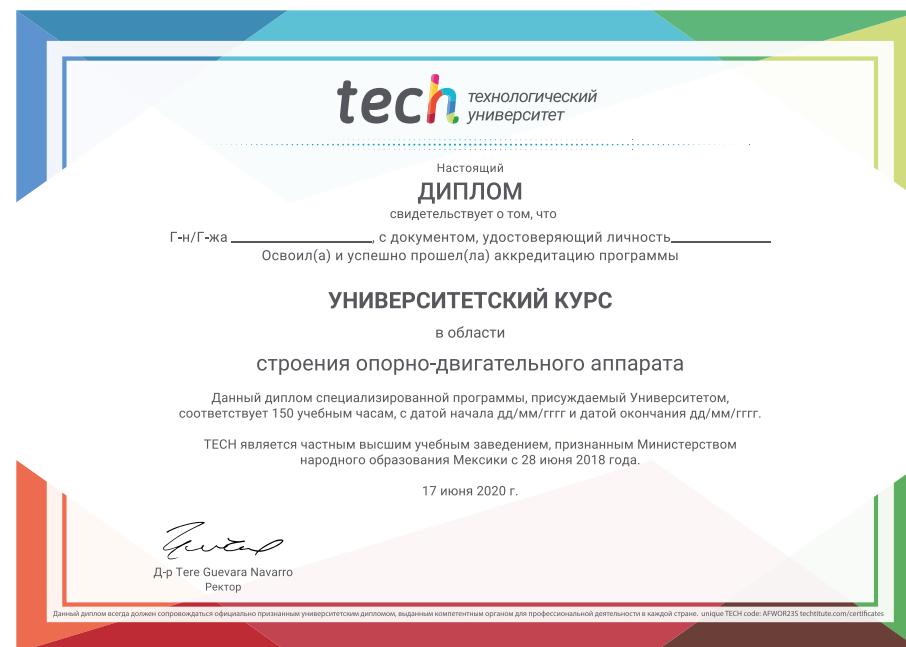 tech технологический
университет
Настоящий
ДИПЛОМ
свидетельствует о том, что
Г-н/Г-жа ____________________, с документом, удостоверяющий личность______________
Освоил(а) и успешно прошел(ла) аккредитацию программы
УНИВЕРСИТЕТСКИЙ КУРС
в области
строения опорно-двигательного аппарата
Данный диплом специализированной программы, присуждаемый Университетом,
соответствует 150 учебным часам, с датой начала дд/мм/гггг и датой окончания дд/мм/гггг.
TECH является частным высшим учебным заведением, признанным Министерством
народного образования Мексики с 28 июня 2018 года.
17 июня 2020 г.
Д-р Tere Guevara Navarro
Ректор
Данный диплом всегда должен сопровождаться официально признанным университетским дипломом, выданным компетентным органом для профессиональной деятельности в каждой стране. unique TECH code: AFWOR23S techtitute.com/certificates